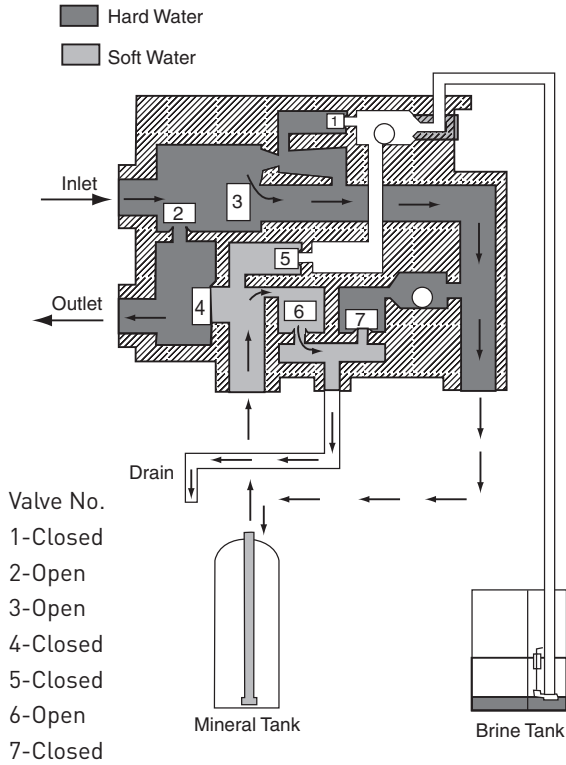 Hard Water
Soft Water
1
Inlet
2
3
5
Outlet
4
6
7
Drain
Valve No.
1-Closed
2-Open
3-Open
4-Closed
5-Closed
6-Open
7-Closed
Mineral Tank
Brine Tank